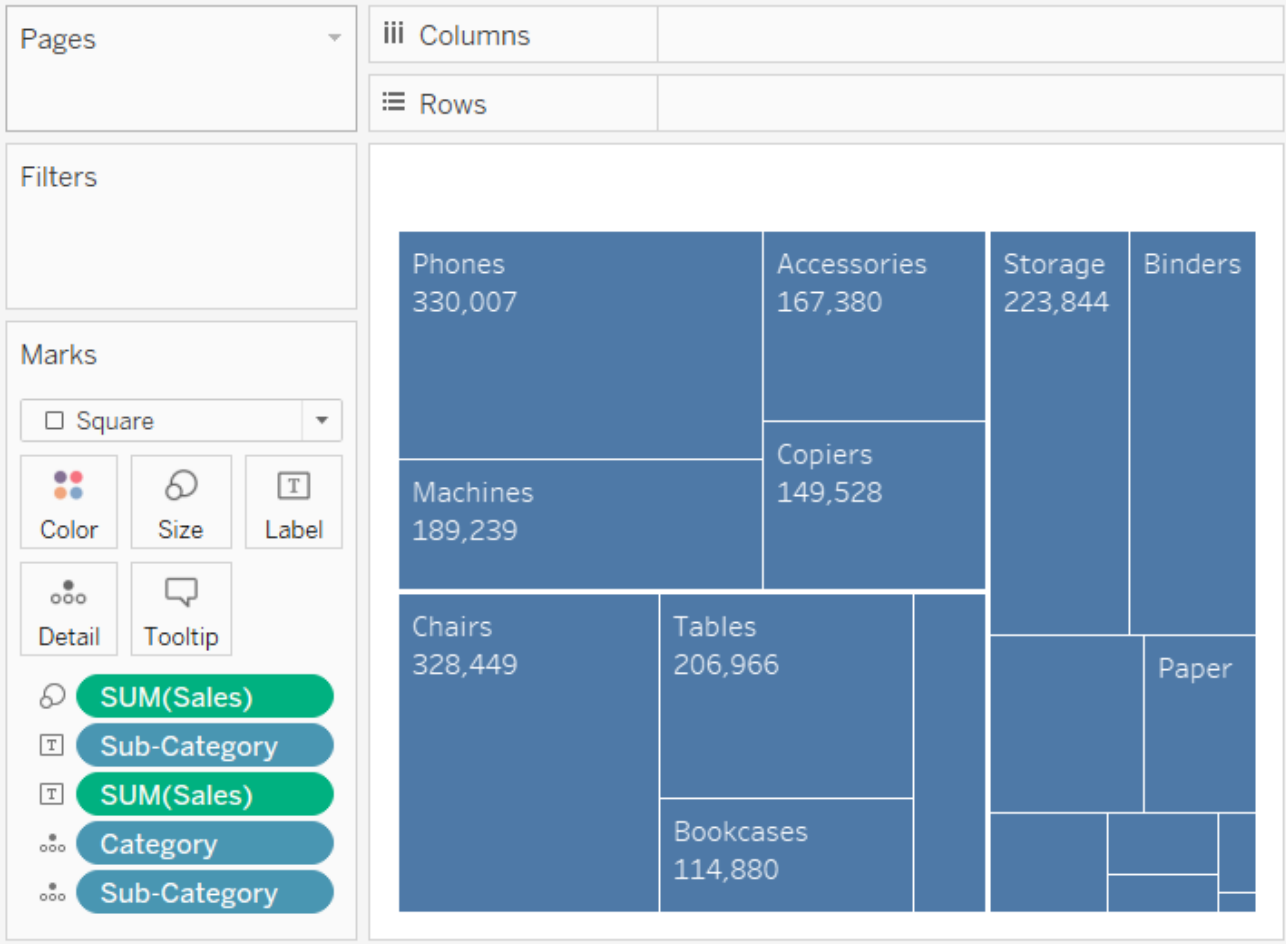 Pages
Columns
Rows
Filters
Marks
Square
Color
Size
T
Label
Detail
Tooltip
SUM(Sales)
T
Sub-Category
T
SUM(Sales)
Category
Sub-Category
Phones
330,007
Accessories
167,380
Storage
223,844
Binders
Machines
189,239
Copiers
149,528
Chairs
328,449
Tables
206,966
Paper
Bookcases
114,880